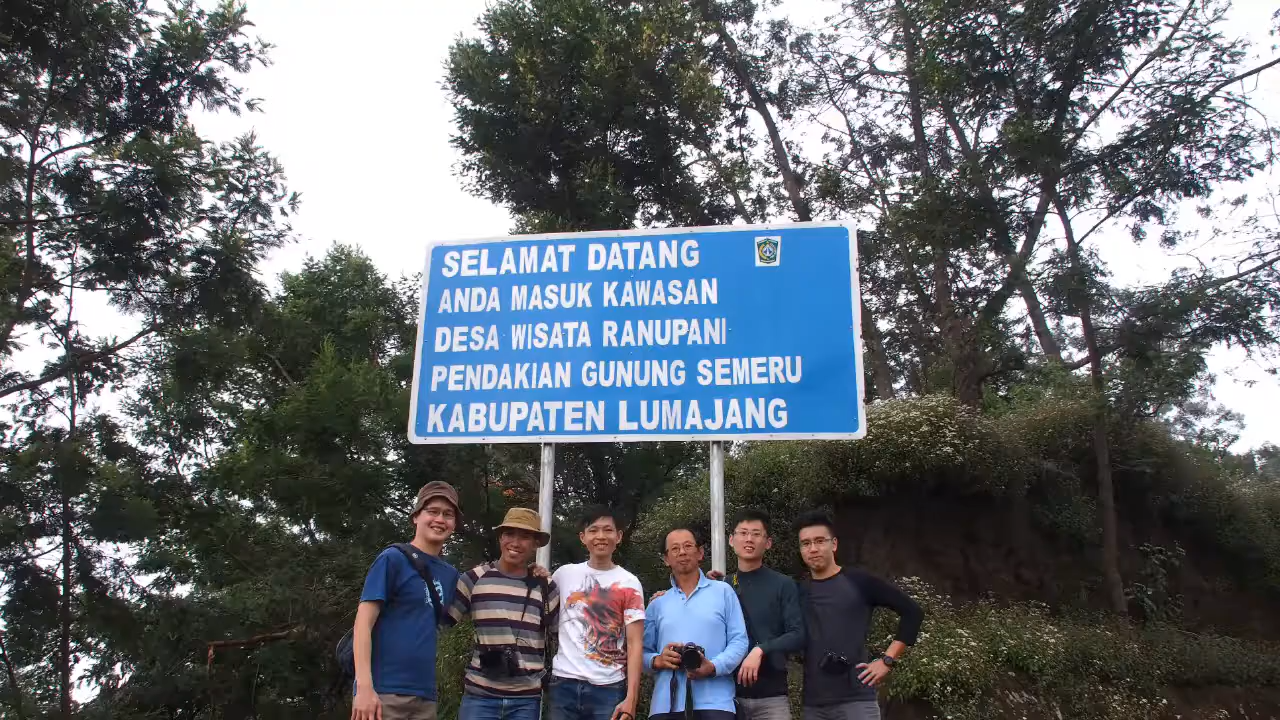 SELAMAT DATANG
ANDA MASUK KAWASAN
DESA WISATA RANUPANI
PENDAKIAN GUNUNG SEMERU
KABUPATEN LUMAJANG